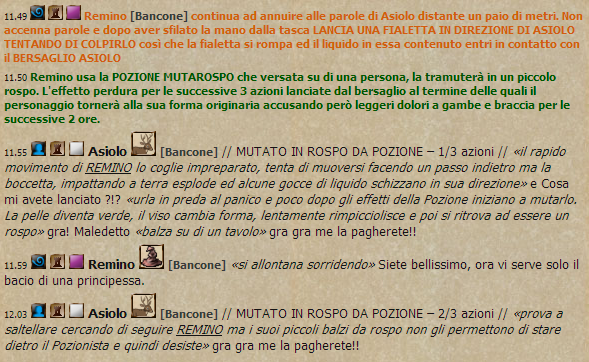 11.49 Remino [Bancone] continua ad annuire alle parole di Asiolo distante un paio di metri. Non
accenna parole e dopo aver sfilato la mano dalla tasca LANCIA UNA FIALETTA IN DIREZIONE DI ASIOLO
TENTANDO DI COLPIRLO così che la fialetta si rompa ed il liquido in essa contenuto entri in contatto con
il BERSAGLIO ASIOLO
11.50 Remino usa la POZIONE MUTAROSPO che versata su di una persona, la tramuterà in un piccolo
rospo. L'effetto perdura per le successive 3 azioni lanciate dal bersaglio al termine delle quali il
personaggio tornerà alla sua forma originaria accusando però leggeri dolori a gambe e braccia per le
successive 2 ore.
11.55 Asiolo [Bancone] // MUTATO IN ROSPO DA POZIONE – 1/3 azioni // «il rapido
movimento di REMINO lo coglie impreparato, tenta di muoversi facendo un passo indietro ma la
boccetta, impattando a terra esplode ed alcune gocce di liquido schizzano in sua direzione» e Cosa
mi avete lanciato ?!? «urla in preda al panico e poco dopo gli effetti della Pozione iniziano a mutarlo.
La pelle diventa verde, il viso cambia forma, lentamente rimpicciolisce e poi si ritrova ad essere un
rospo» gra! Maledetto «balza su di un tavolo» gra gra me la pagherete!!
11.59 Remino [Bancone] «si allontana sorridendo» Siete bellissimo, ora vi serve solo il
bacio di una principessa.
12.03 Asiolo [Bancone] // MUTATO IN ROSPO DA POZIONE – 2/3 azioni // «prova a
saltellare cercando di seguire REMINO ma i suoi piccoli balzi da rospo non gli permettono di stare
dietro il Pozionista e quindi desiste» gra gra me la pagherete!!